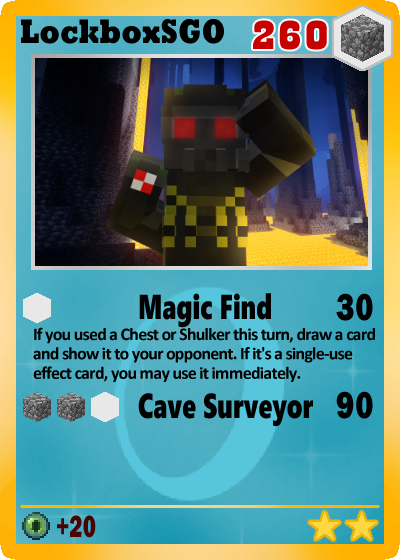 LockboxSGO 260
Magic Find 30
If you used a Chest or Shulker this turn, draw a card
and show it to your opponent. If it's a single-use
effect card, you may use it immediately.
Cave Surveyor 90
+20